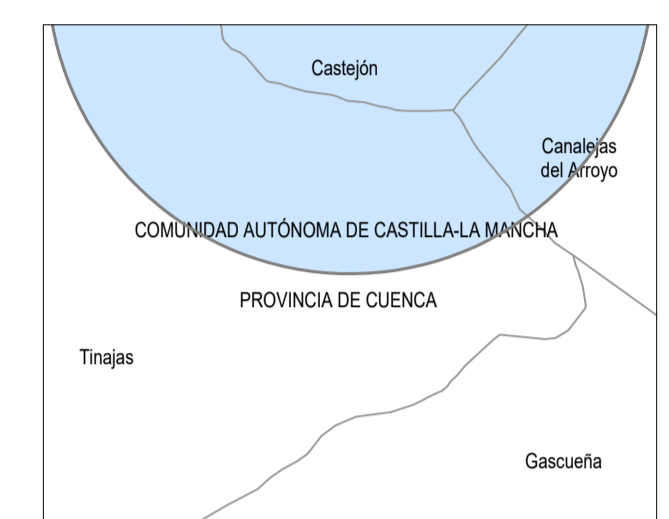 Castejón
Canalejas
del Arroyo
COMUNIDAD AUTÓNOMA DE CASTILLA-LA MANCHA
PROVINCIA DE CUENCA
Tinajas
Gascueña